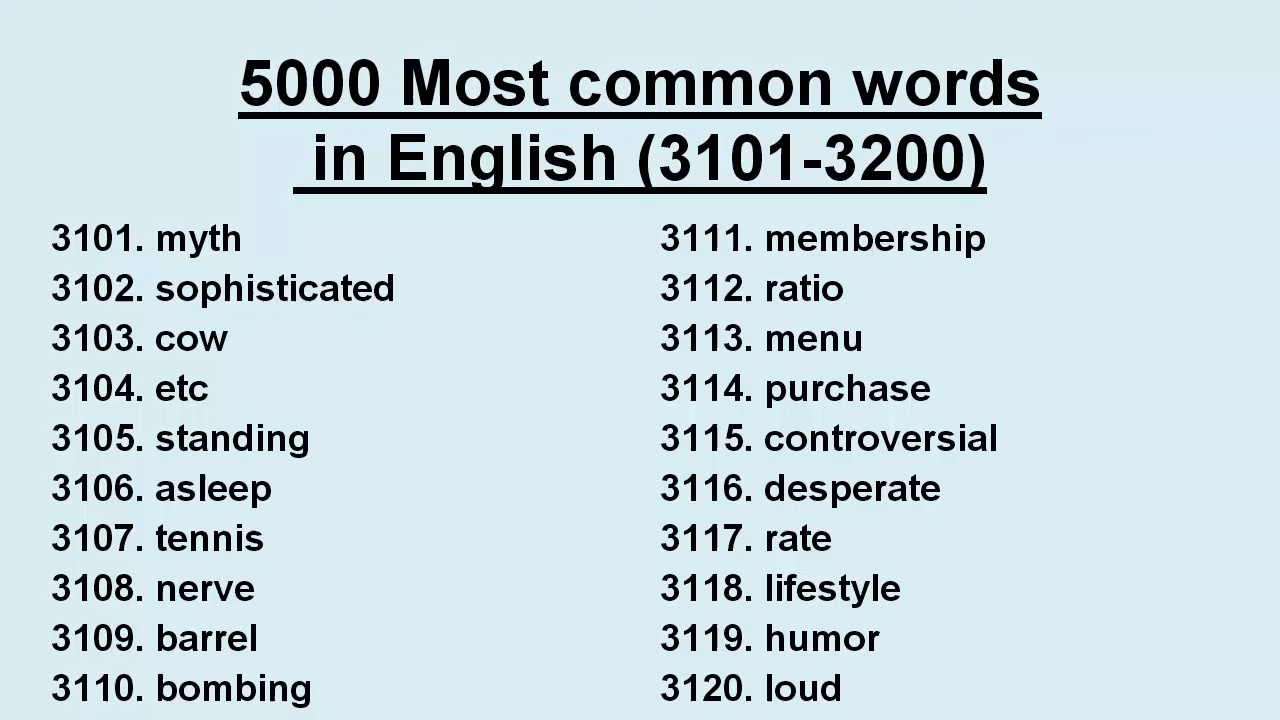 5000 Most common words
in English (3101-3200)
3101. myth
3102. sophisticated
3103. cow
3104. etc
3105. standing
3106. asleep
3107. tennis
3108. nerve
3109. barrel
3110. bombing
3111. membership
3112. ratio
3113. menu
3114. purchase
3115. controversial
3116. desperate
3117. rate
3118. lifestyle
3119. humor
3120. loud